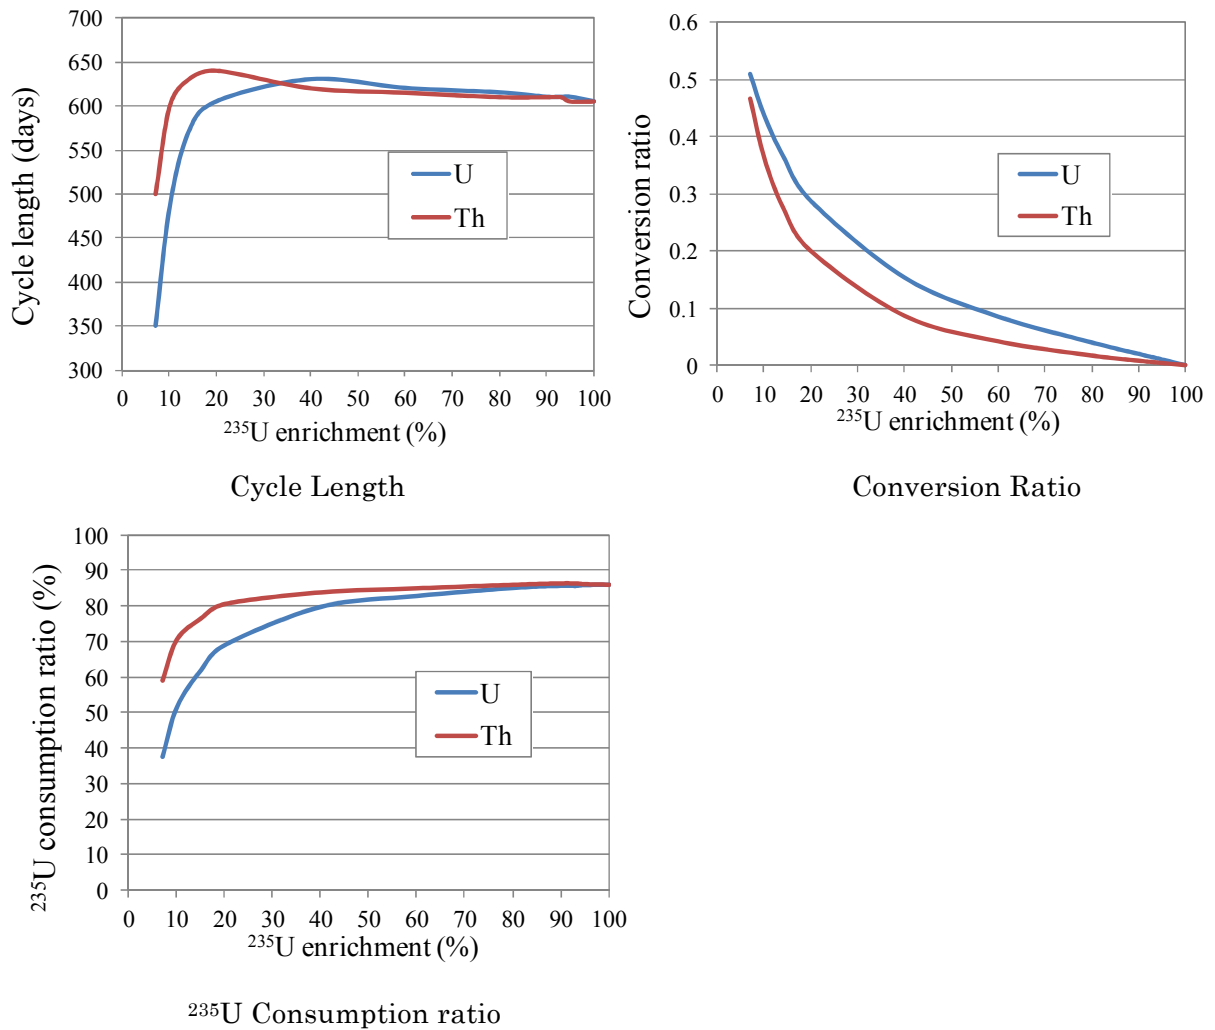 700
650
600
550
500
450
400
350
300
Cycle length (days)
U
Th
0 10 20 30 40 50 60 70 80 90 100
²³⁵U enrichment (%)
Cycle Length
0.6
0.5
0.4
0.3
0.2
0.1
0
Conversion ratio
U
Th
0 10 20 30 40 50 60 70 80 90 100
²³⁵U enrichment (%)
Conversion Ratio
100
90
80
70
60
50
40
30
20
10
0
²³⁵U consumption ratio (%)
U
Th
0 10 20 30 40 50 60 70 80 90 100
²³⁵U enrichment (%)
²³⁵U Consumption ratio